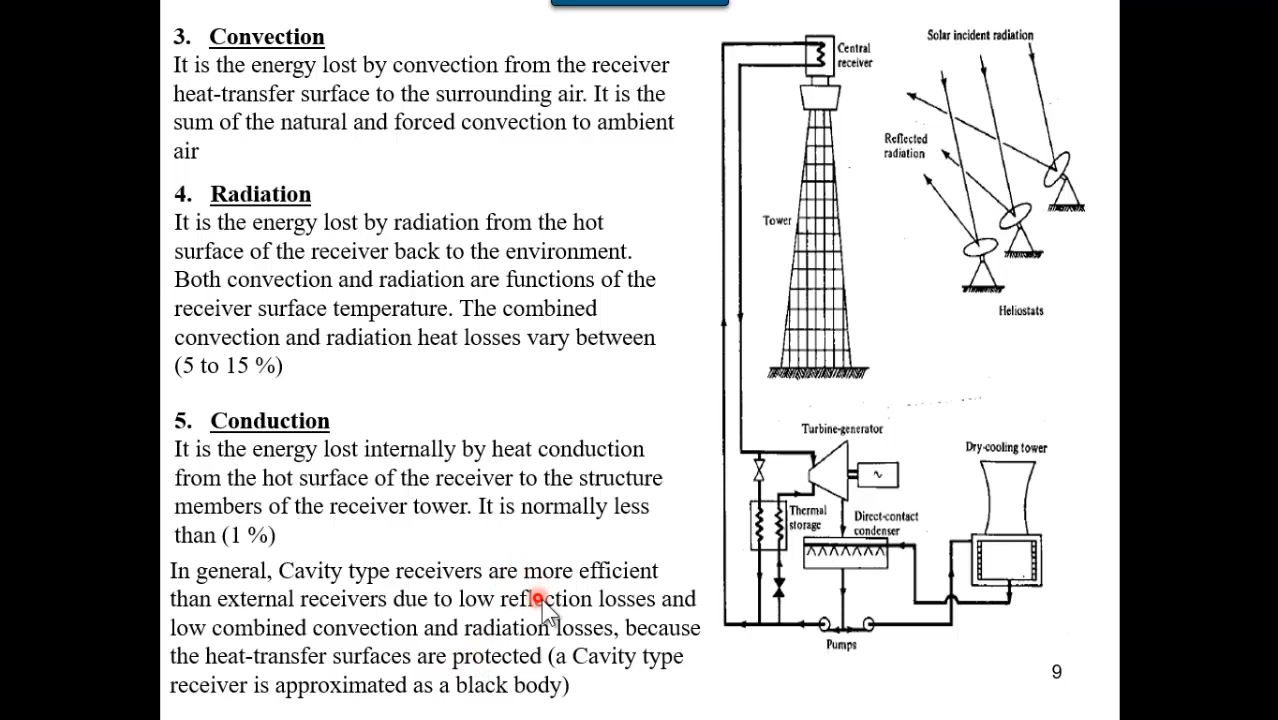 3. Convection
It is the energy lost by convection from the receiver
heat-transfer surface to the surrounding air. It is the
sum of the natural and forced convection to ambient
air
4. Radiation
It is the energy lost by radiation from the hot
surface of the receiver back to the environment.
Both convection and radiation are functions of the
receiver surface temperature. The combined
convection and radiation heat losses vary between
(5 to 15 %)
5. Conduction
It is the energy lost internally by heat conduction
from the hot surface of the receiver to the structure
members of the receiver tower. It is normally less
than (1 %)
In general, Cavity type receivers are more efficient
than external receivers due to low reflection losses and
low combined convection and radiation losses, because
the heat-transfer surfaces are protected (a Cavity type
receiver is approximated as a black body)
Central
receiver
Solar incident radiation
Reflected
radiation
Tower
Heliostats
Turbine-generator
Dry-cooling tower
Thermal
storage
Direct-contact
condenser
Pumps
9